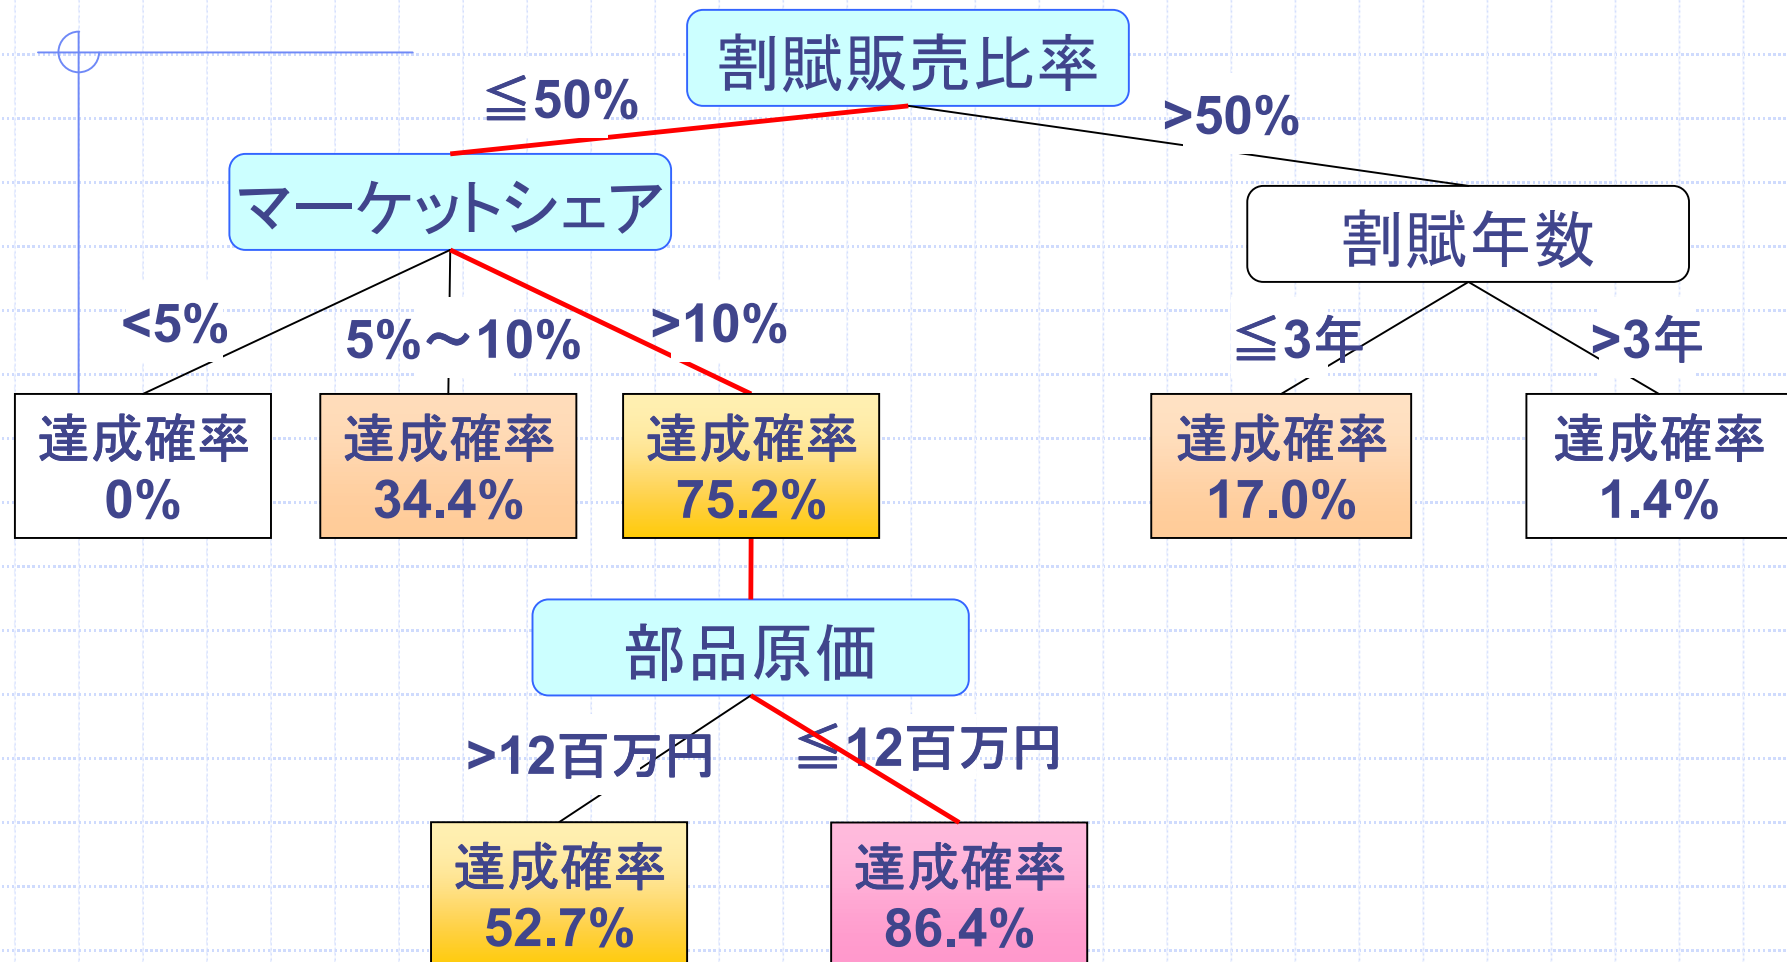 割賦販売比率
≦50%
>50%
マーケットシェア
割賦年数
<5%
5%～10%
>10%
≦3年
>3年
達成確率
0%
達成確率
34.4%
達成確率
75.2%
達成確率
17.0%
達成確率
1.4%
部品原価
>12百万円
≦12百万円
達成確率
52.7%
達成確率
86.4%